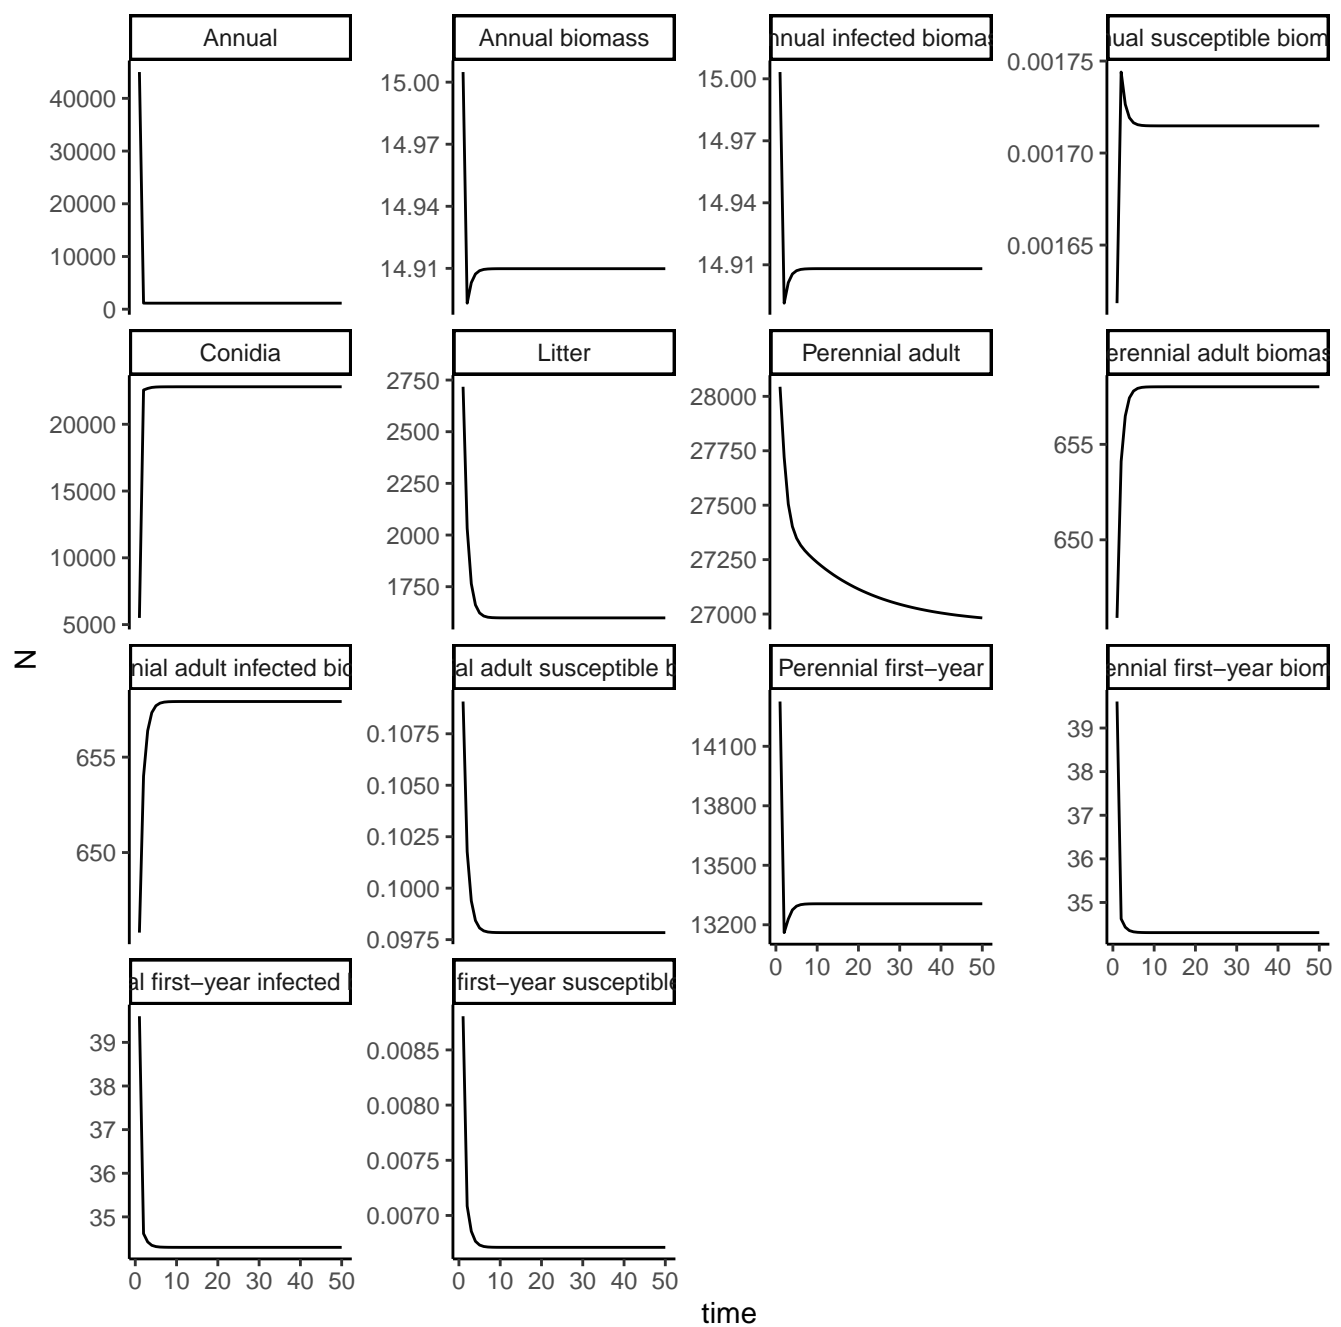 Annual
Annual biomass
nnual infected biomas
ual susceptible biom
40000
30000
20000
10000
0
15.00
14.97
14.94
14.91
15.00
14.97
14.94
14.91
0.00175
0.00170
0.00165
Conidia
Litter
Perennial adult
erennial adult biomas
20000
15000
10000
5000
2750
2500
2250
2000
1750
28000
27750
27500
27250
27000
655
650
N
nial adult infected bio
al adult susceptible b
Perennial first−year
ennial first−year biom
655
650
0.1075
0.1050
0.1025
0.1000
0.0975
14100
13800
13500
13200
39
38
37
36
35
0 10 20 30 40 50
0 10 20 30 40 50
al first−year infected
first−year susceptible
39
38
37
36
35
0.0085
0.0080
0.0075
0.0070
0 10 20 30 40 50
0 10 20 30 40 50
time